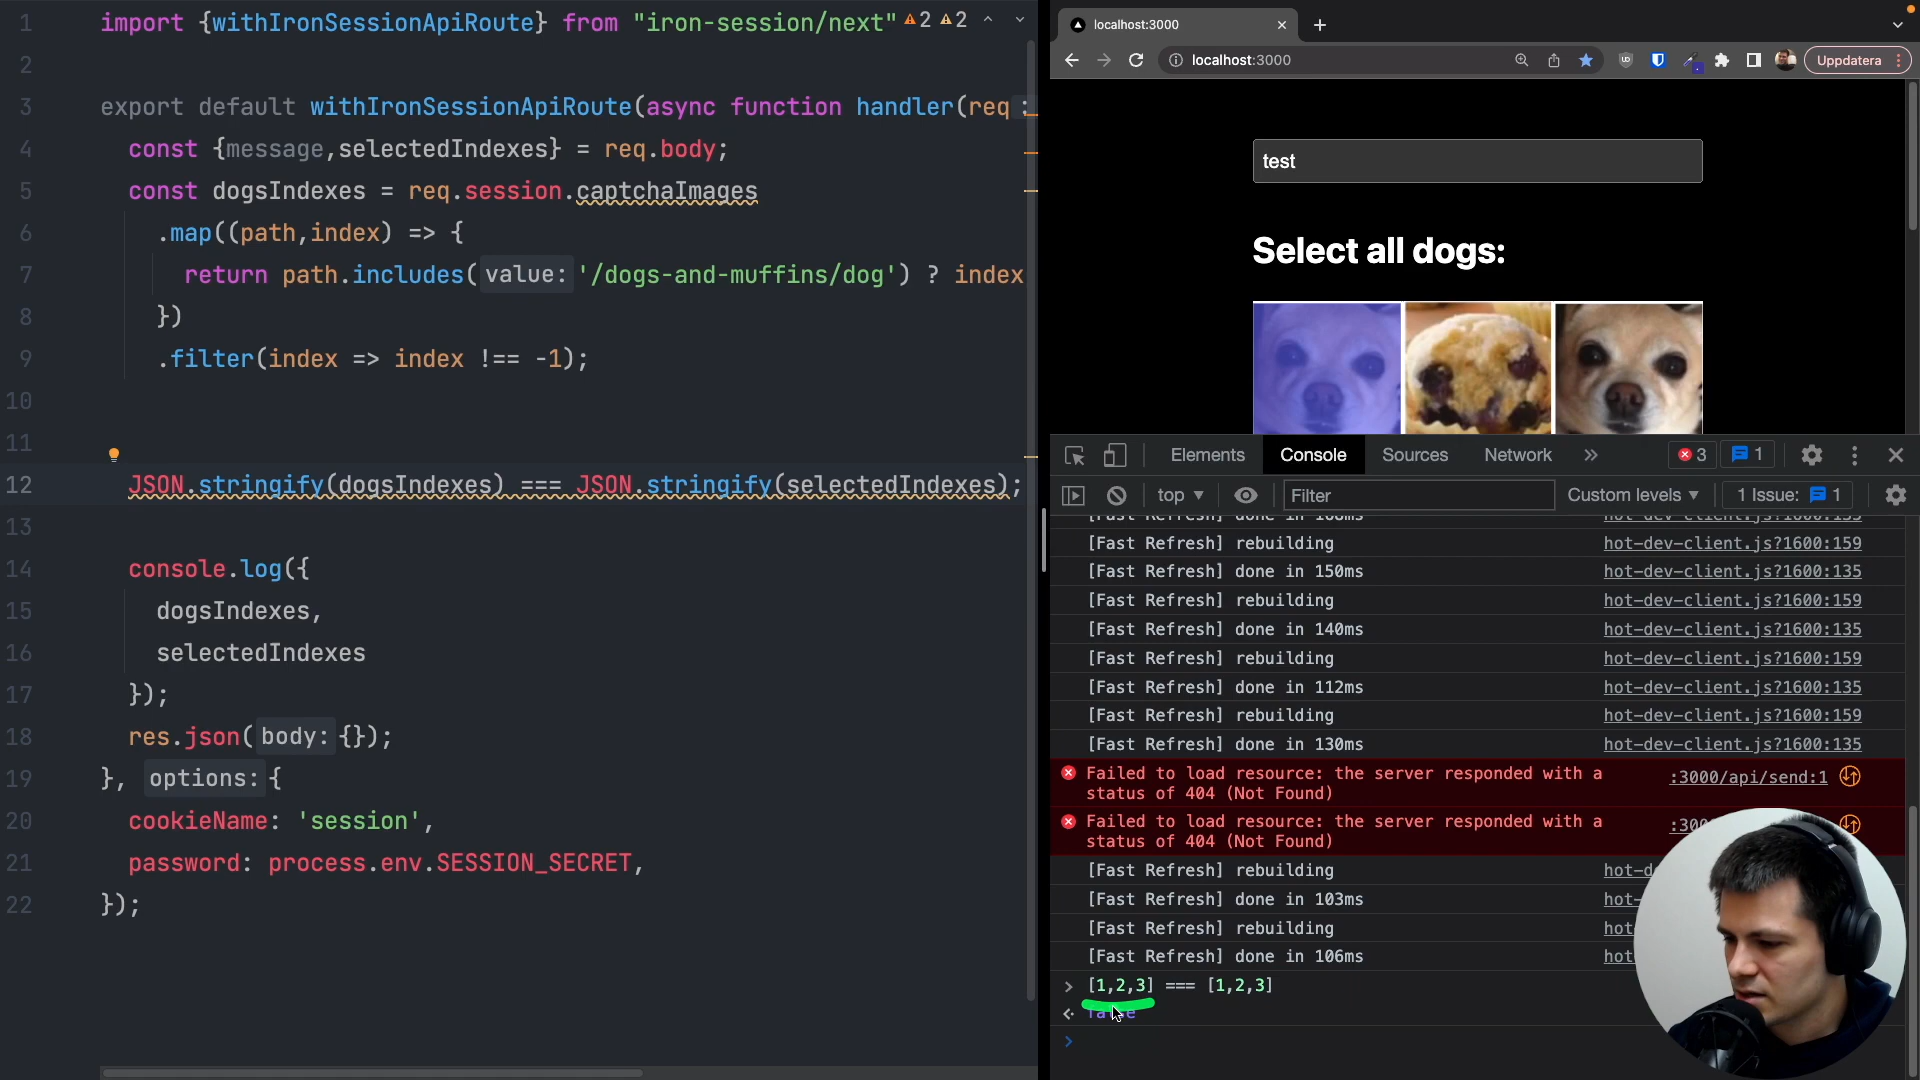 1 import {withIronSessionApiRoute} from "iron-session/next" 2 2
2
3 export default withIronSessionApiRoute(async function handler(req :
4 const {message,selectedIndexes} = req.body;
5 const dogsIndexes = req.session.captchaImages
6 .map((path,index) => {
7 return path.includes( value: '/dogs-and-muffins/dog') ? index
8 })
9 .filter(index => index !== -1);
10
11
12 JSON.stringify(dogsIndexes) === JSON.stringify(selectedIndexes);
13
14 console.log({
15 dogsIndexes,
16 selectedIndexes
17 });
18 res.json( body: {});
19 }, options: {
20 cookieName: 'session',
21 password: process.env.SESSION_SECRET,
22 });
localhost:3000
localhost:3000
Uppdatera
test
Select all dogs:
Elements Console Sources Network » 3 1
top Filter Custom levels 1 Issue: 1
[Fast Refresh] rebuilding hot-dev-client.js?1600:159
[Fast Refresh] done in 150ms hot-dev-client.js?1600:135
[Fast Refresh] rebuilding hot-dev-client.js?1600:159
[Fast Refresh] done in 140ms hot-dev-client.js?1600:135
[Fast Refresh] rebuilding hot-dev-client.js?1600:159
[Fast Refresh] done in 112ms hot-dev-client.js?1600:135
[Fast Refresh] rebuilding hot-dev-client.js?1600:159
[Fast Refresh] done in 130ms hot-dev-client.js?1600:135
Failed to load resource: the server responded with a :3000/api/send:1
status of 404 (Not Found)
Failed to load resource: the server responded with a :300
status of 404 (Not Found)
[Fast Refresh] rebuilding hot-d
[Fast Refresh] done in 103ms hot-
[Fast Refresh] rebuilding hot
[Fast Refresh] done in 106ms hot
> [1,2,3] === [1,2,3]
false